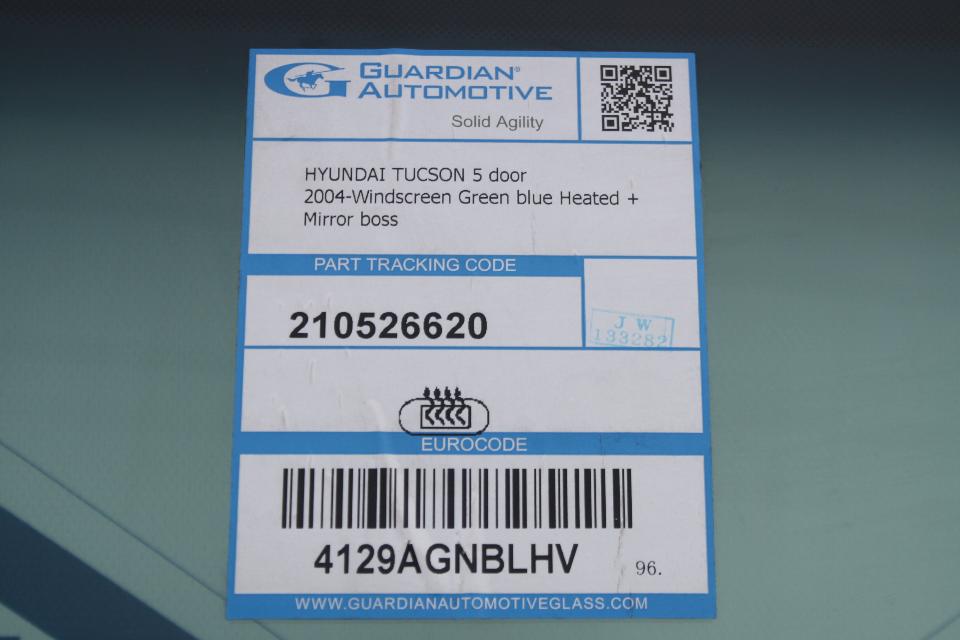 GUARDIAN®
AUTOMOTIVE
Solid Agility
HYUNDAI TUCSON 5 door
2004-Windscreen Green blue Heated +
Mirror boss
PART TRACKING CODE
210526620
J W
133282
EUROCODE
4129AGNBLHV
96.
WWW.GUARDIANAUTOMOTIVEGLASS.COM